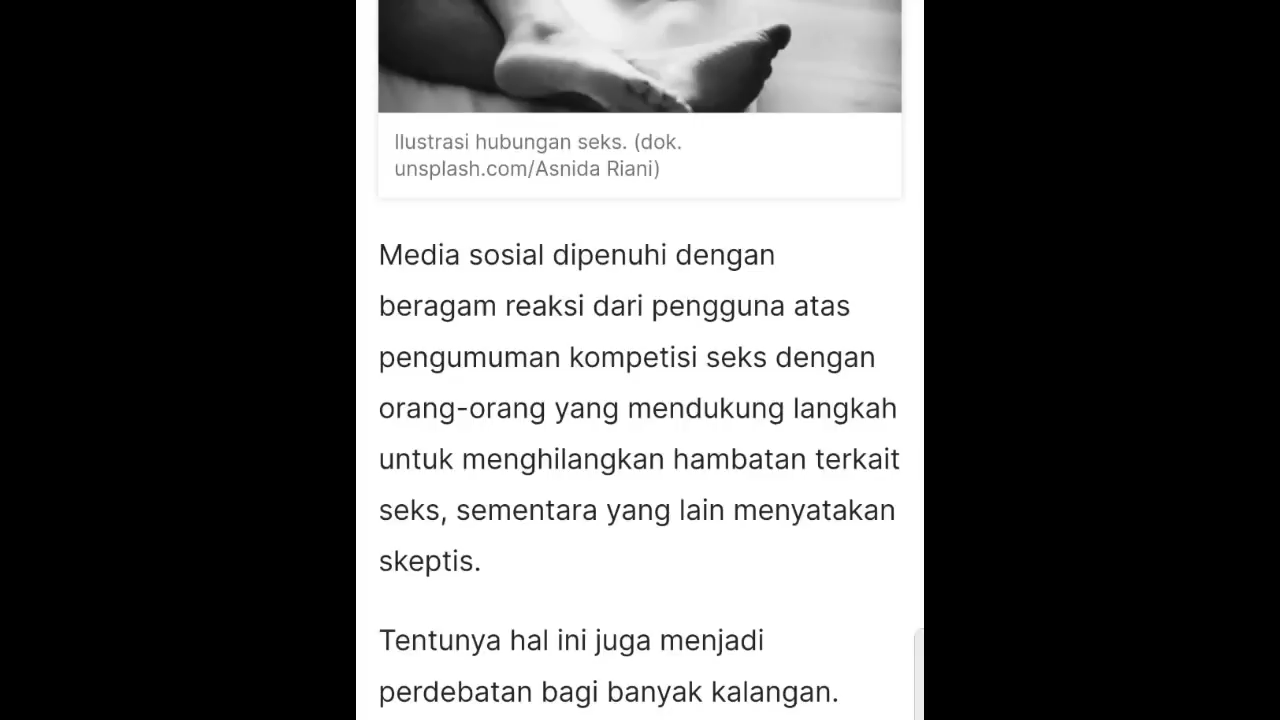 Ilustrasi hubungan seks. (dok.
unsplash.com/Asnida Riani)
Media sosial dipenuhi dengan
beragam reaksi dari pengguna atas
pengumuman kompetisi seks dengan
orang-orang yang mendukung langkah
untuk menghilangkan hambatan terkait
seks, sementara yang lain menyatakan
skeptis.
Tentunya hal ini juga menjadi
perdebatan bagi banyak kalangan.